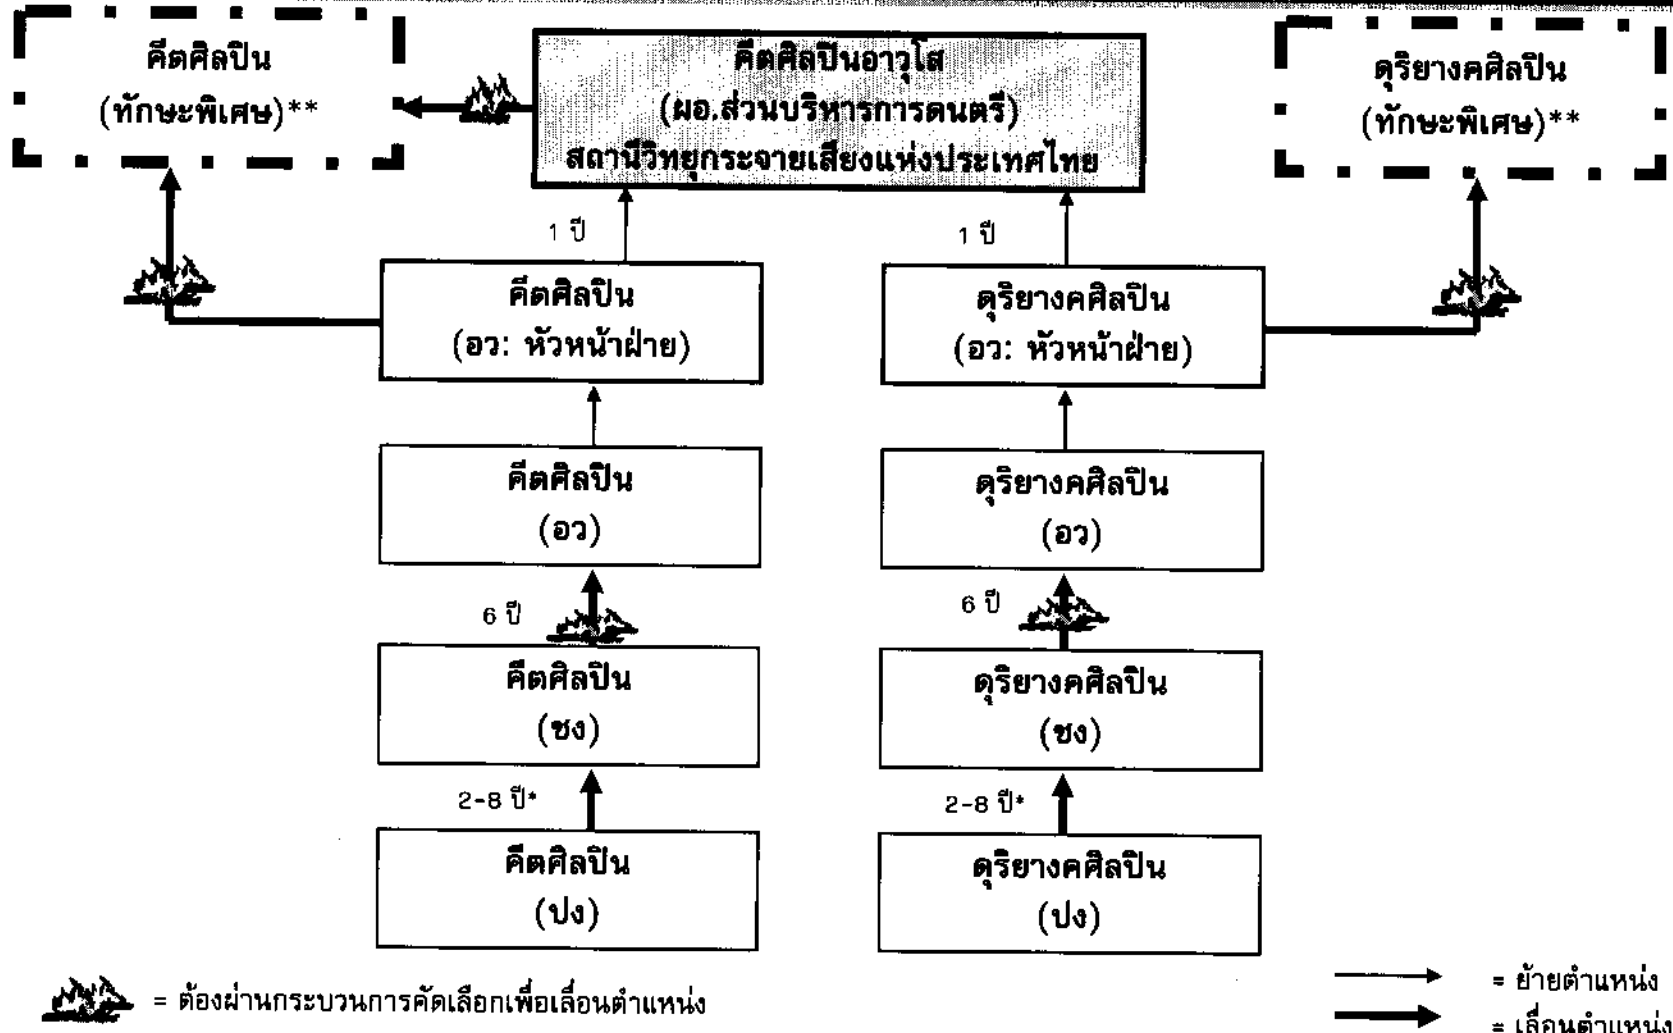 คีตศิลปิน
(ทักษะพิเศษ)**
คีตศิลปินอาวุโส
(ผอ.ส่วนบริหารการดนตรี)
สถานีวิทยุกระจายเสียงแห่งประเทศไทย
ดุริยางคศิลปิน
(ทักษะพิเศษ)**
1 ปี
1 ปี
คีตศิลปิน
(อว: หัวหน้าฝ่าย)
ดุริยางคศิลปิน
(อว: หัวหน้าฝ่าย)
คีตศิลปิน
(อว)
ดุริยางคศิลปิน
(อว)
6 ปี
6 ปี
คีตศิลปิน
(ชง)
ดุริยางคศิลปิน
(ชง)
2-8 ปี*
2-8 ปี*
คีตศิลปิน
(ปง)
ดุริยางคศิลปิน
(ปง)
= ต้องผ่านกระบวนการคัดเลือกเพื่อเลื่อนตำแหน่ง
= ย้ายตำแหน่ง
= เลื่อนตำแหน่ง